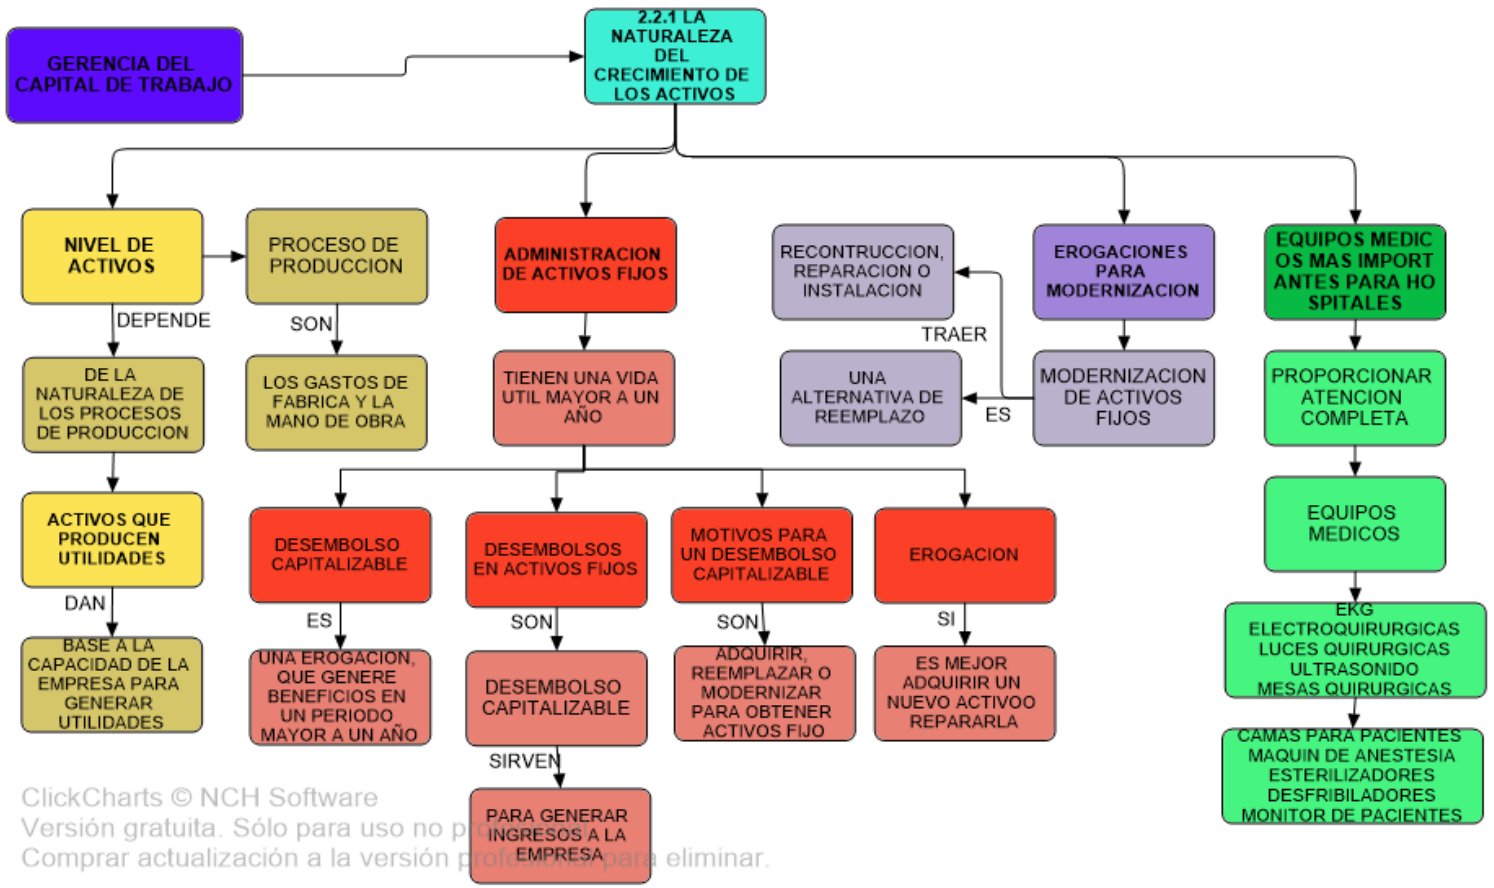 GERENCIA DEL
CAPITAL DE TRABAJO
2.2.1 LA
NATURALEZA
DEL
CRECIMIENTO DE
LOS ACTIVOS
NIVEL DE
ACTIVOS
PROCESO DE
PRODUCCION
DEPENDE
SON
DE LA
NATURALEZA DE
LOS PROCESOS
DE PRODUCCION
LOS GASTOS DE
FABRICA Y LA
MANO DE OBRA
ACTIVOS QUE
PRODUCEN
UTILIDADES
DAN
BASE A LA
CAPACIDAD DE LA
EMPRESA PARA
GENERAR
UTILIDADES
ADMINISTRACION
DE ACTIVOS FIJOS
TIENEN UNA VIDA
UTIL MAYOR A UN
AÑO
DESEMBOLSO
CAPITALIZABLE
ES
UNA EROGACION,
QUE GENERE
BENEFICIOS EN
UN PERIODO
MAYOR A UN AÑO
DESEMBOLSOS
EN ACTIVOS FIJOS
SON
DESEMBOLSO
CAPITALIZABLE
SIRVEN
PARA GENERAR
INGRESOS A LA
EMPRESA
MOTIVOS PARA
UN DESEMBOLSO
CAPITALIZABLE
SON
ADQUIRIR,
REEMPLAZAR O
MODERNIZAR
PARA OBTENER
ACTIVOS FIJO
EROGACION
SI
ES MEJOR
ADQUIRIR UN
NUEVO ACTIVOO
REPARARLA
EROGACIONES
PARA
MODERNIZACION
MODERNIZACION
DE ACTIVOS
FIJOS
TRAER
RECONTRUCCION,
REPARACION O
INSTALACION
ES
UNA
ALTERNATIVA DE
REEMPLAZO
EQUIPOS MEDIC
OS MAS IMPORT
ANTES PARA HO
SPITALES
PROPORCIONAR
ATENCION
COMPLETA
EQUIPOS
MEDICOS
EKG
ELECTROQUIRURGICAS
LUCES QUIRURGICAS
ULTRASONIDO
MESAS QUIRURGICAS
CAMAS PARA PACIENTES
MAQUIN DE ANESTESIA
ESTERILIZADORES
DESFRIBILADORES
MONITOR DE PACIENTES
ClickCharts © NCH Software
Versión gratuita. Sólo para uso no
Comprar actualización a la versión profesional para eliminar.